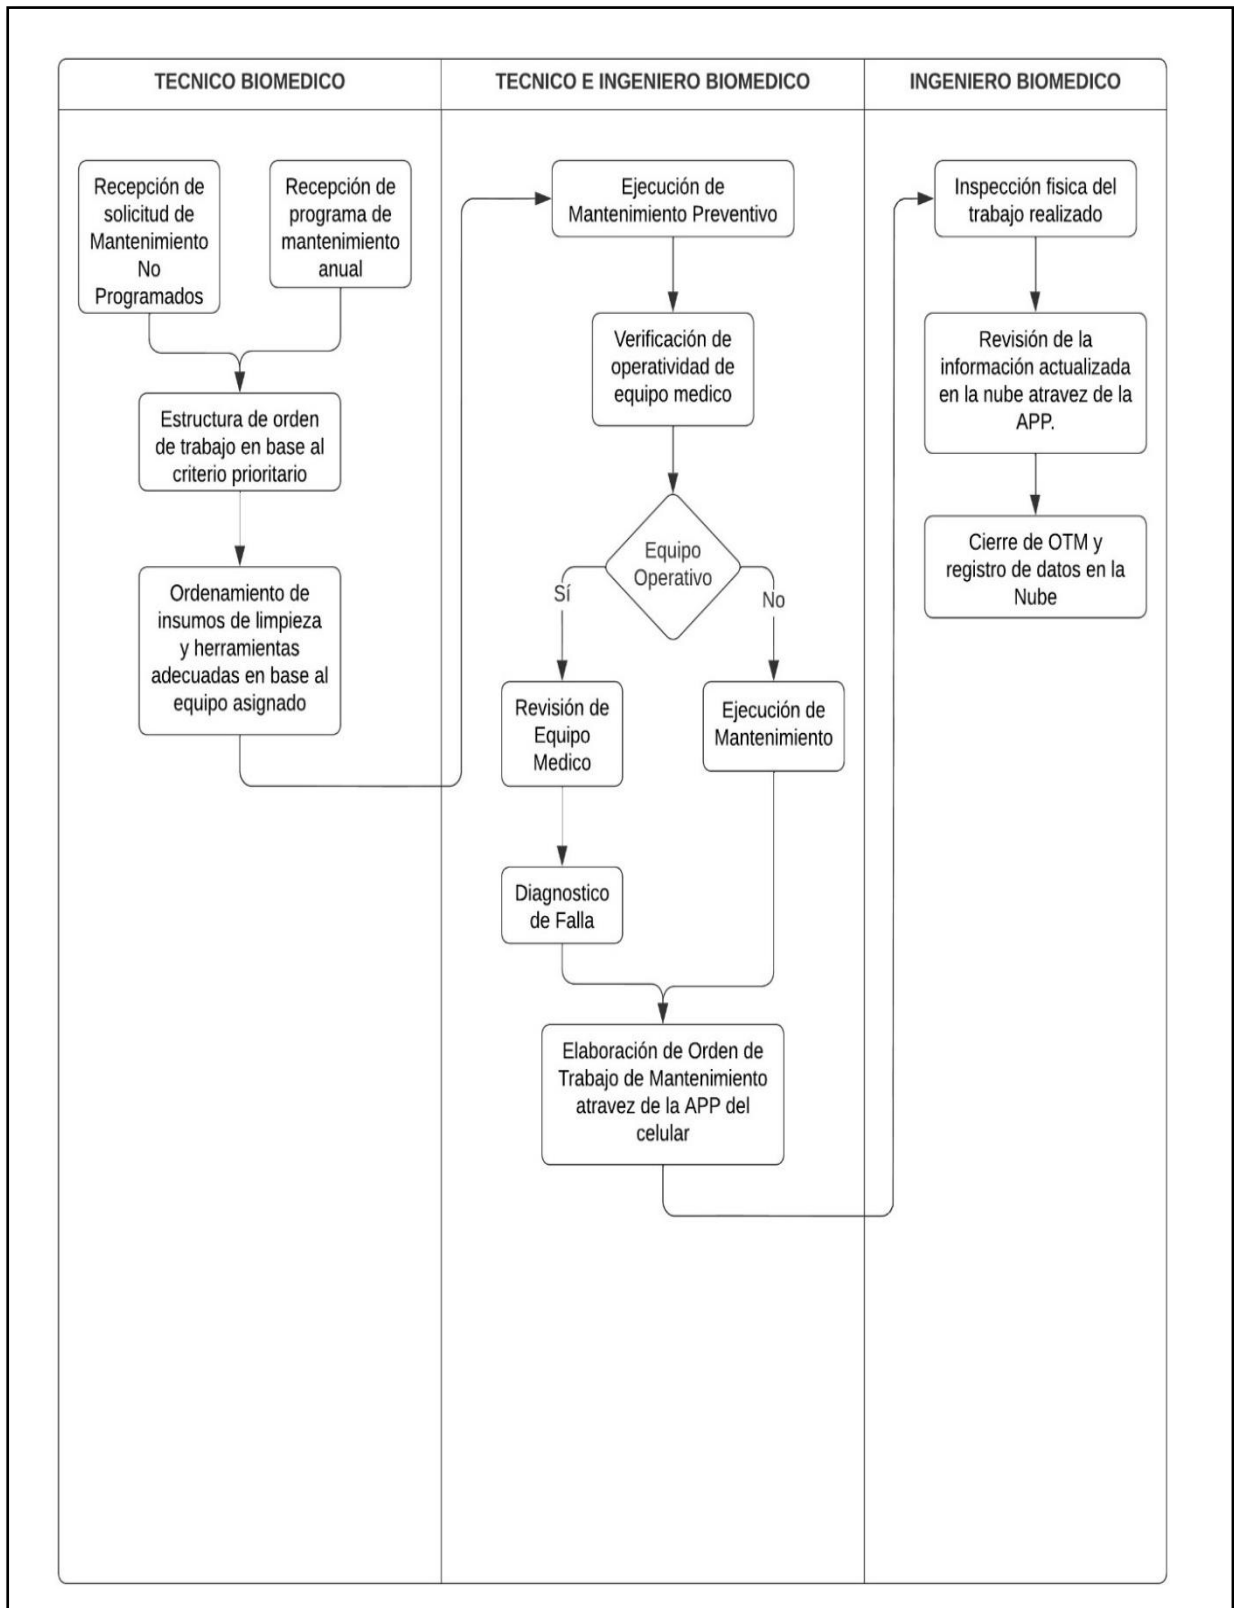 TECNICO BIOMEDICO
TECNICO E INGENIERO BIOMEDICO
INGENIERO BIOMEDICO
Recepción de
solicitud de
Mantenimiento
No
Programados
Recepción de
programa de
mantenimiento
anual
Estructura de orden
de trabajo en base al
criterio prioritario
Ordenamiento de
insumos de limpieza
y herramientas
adecuadas en base al
equipo asignado
Ejecución de
Mantenimiento Preventivo
Verificación de
operatividad de
equipo medico
Equipo
Operativo
Sí
No
Revisión de
Equipo
Medico
Ejecución de
Mantenimiento
Diagnostico
de Falla
Elaboración de Orden de
Trabajo de Mantenimiento
atravez de la APP del
celular
Inspección fisica del
trabajo realizado
Revisión de la
información actualizada
en la nube atravez de la
APP.
Cierre de OTM y
registro de datos en la
Nube